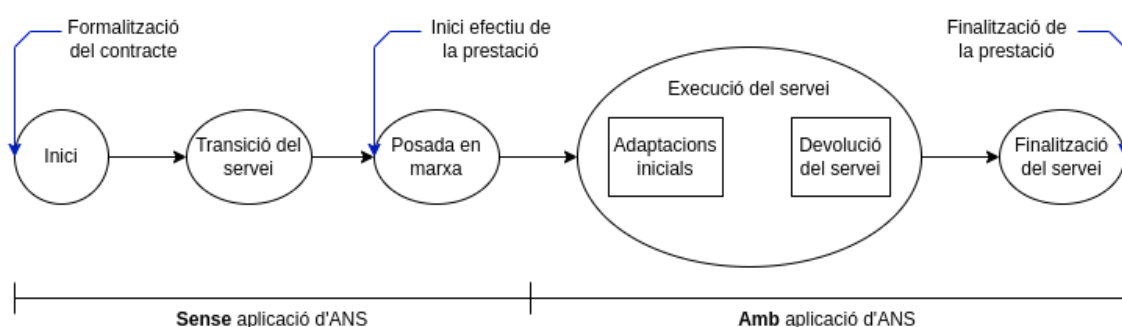 Formalització
del contracte
Inici efectiu de
la prestació
Finalització de
la prestació
Inici
Transició del
servei
Posada en
marxa
Execució del servei
Adaptacions
inicials
Devolució
del servei
Finalització
del servei
Sense aplicació d'ANS
Amb aplicació d'ANS